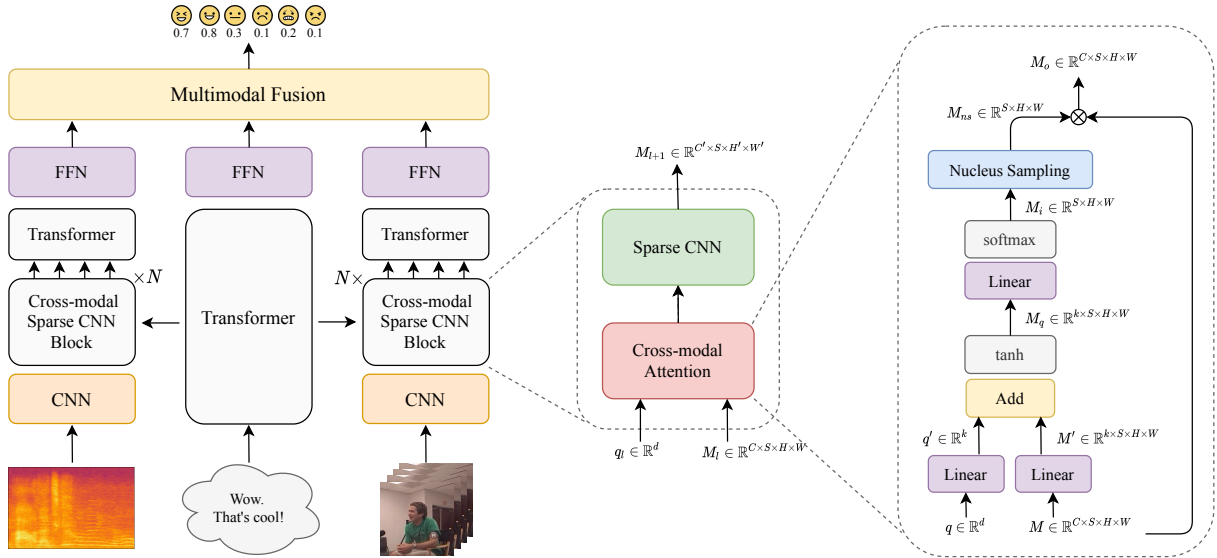 0.7 0.8 0.3 0.1 0.2 0.1
Multimodal Fusion
FFN
FFN
FFN
Transformer
Transformer
×N
N×
Cross-modal
Sparse CNN
Block
Transformer
Cross-modal
Sparse CNN
Block
CNN
CNN
Wow.
That's cool!
M_{l+1} ∈ ℝ^{C'×S×H'×W'}
Sparse CNN
Cross-modal
Attention
q_l ∈ ℝ^d
M_l ∈ ℝ^{C×S×H×W}
M_o ∈ ℝ^{C×S×H×W}
M_{ns} ∈ ℝ^{S×H×W}
⊗
Nucleus Sampling
M_i ∈ ℝ^{S×H×W}
softmax
Linear
M_q ∈ ℝ^{k×S×H×W}
tanh
Add
q' ∈ ℝ^k
M' ∈ ℝ^{k×S×H×W}
Linear
Linear
q ∈ ℝ^d
M ∈ ℝ^{C×S×H×W}